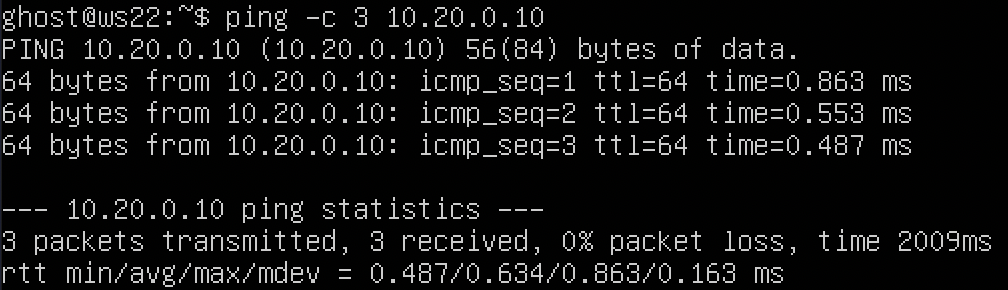 ghost@ws22:~$ ping -c 3 10.20.0.10
PING 10.20.0.10 (10.20.0.10) 56(84) bytes of data.
64 bytes from 10.20.0.10: icmp_seq=1 ttl=64 time=0.863 ms
64 bytes from 10.20.0.10: icmp_seq=2 ttl=64 time=0.553 ms
64 bytes from 10.20.0.10: icmp_seq=3 ttl=64 time=0.487 ms
--- 10.20.0.10 ping statistics ---
3 packets transmitted, 3 received, 0% packet loss, time 2009ms
rtt min/avg/max/mdev = 0.487/0.634/0.863/0.163 ms